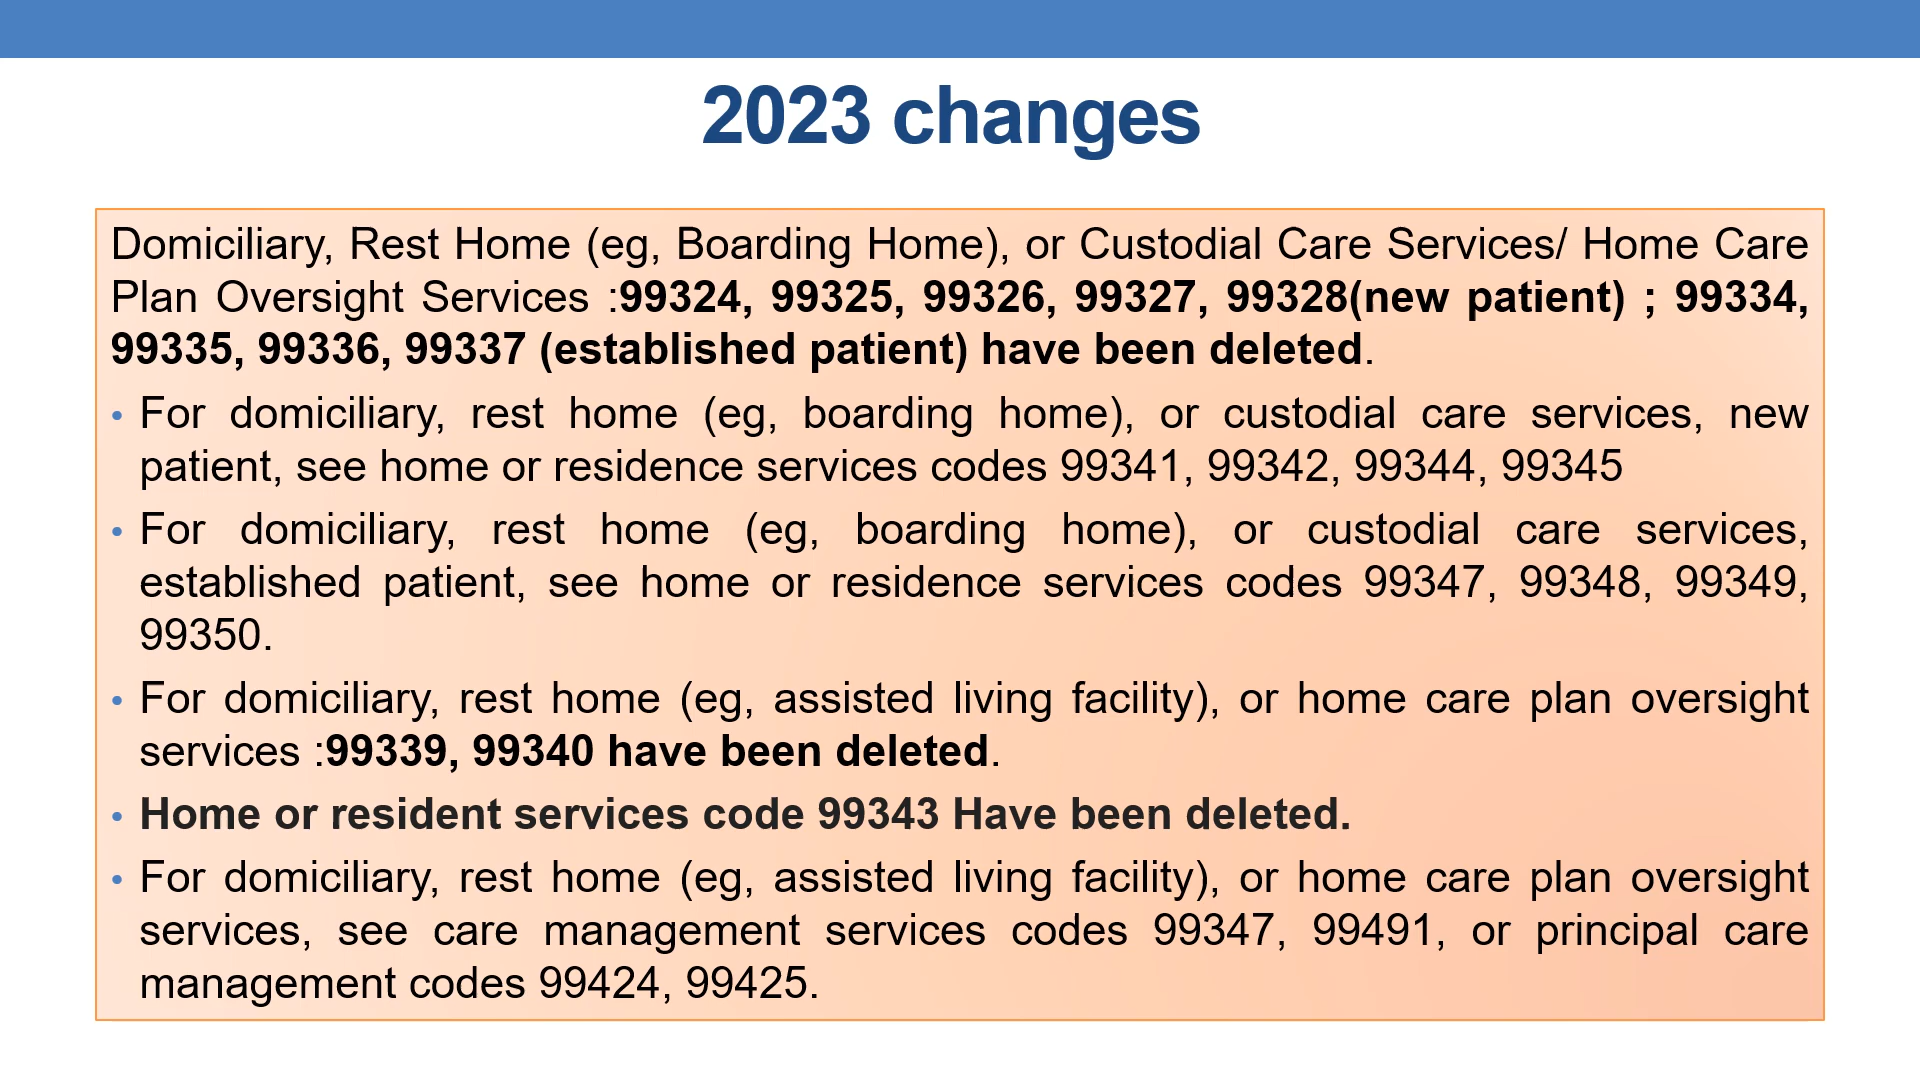 2023 changes
Domiciliary, Rest Home (eg, Boarding Home), or Custodial Care Services/ Home Care
Plan Oversight Services :99324, 99325, 99326, 99327, 99328(new patient) ; 99334,
99335, 99336, 99337 (established patient) have been deleted.
• For domiciliary, rest home (eg, boarding home), or custodial care services, new
patient, see home or residence services codes 99341, 99342, 99344, 99345
• For domiciliary, rest home (eg, boarding home), or custodial care services,
established patient, see home or residence services codes 99347, 99348, 99349,
99350.
• For domiciliary, rest home (eg, assisted living facility), or home care plan oversight
services :99339, 99340 have been deleted.
• Home or resident services code 99343 Have been deleted.
• For domiciliary, rest home (eg, assisted living facility), or home care plan oversight
services, see care management services codes 99347, 99491, or principal care
management codes 99424, 99425.